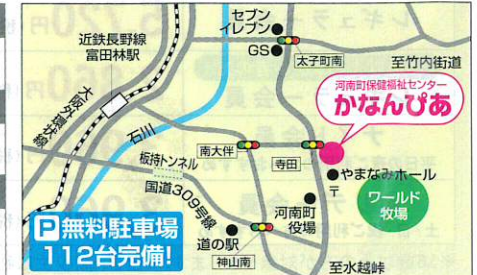 セブン
イレブン
GS
太子町南
至竹内街道
近鉄長野線
富田林駅
大阪外環状線
石川
河南町保健福祉センター
かなんぴあ
板持トンネル
南大伴
寺田
やまなみホール
〒
国道309号線
河南町
役場
ワールド
牧場
P無料駐車場
112台完備!
道の駅
神山南
至水越峠